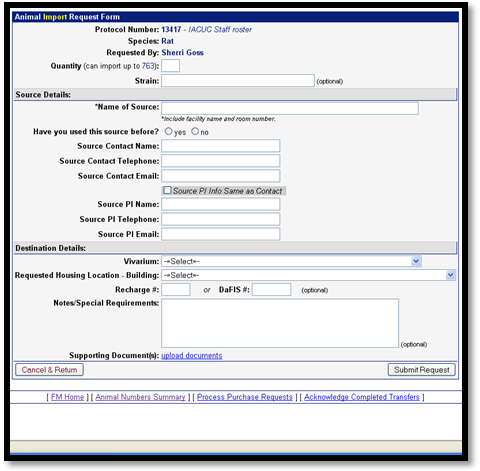 Animal Import Request Form
Protocol Number: 13417 - IACUC Staff roster
Species: Rat
Requested By: Sherri Goss
Quantity (can import up to 763):
Strain: (optional)
Source Details:
*Name of Source:
*Include facility name and room number.
Have you used this source before? yes no
Source Contact Name:
Source Contact Telephone:
Source Contact Email:
Source PI Info Same as Contact
Source PI Name:
Source PI Telephone:
Source PI Email:
Destination Details:
Vivarium: -=Select=-
Requested Housing Location - Building: -=Select=-
Recharge #: or DaFIS #: (optional)
Notes/Special Requirements:
(optional)
Supporting Document(s): upload documents
Cancel & Return Submit Request
[ FM Home ] [ Animal Numbers Summary ] [ Process Purchase Requests ] [ Acknowledge Completed Transfers ]